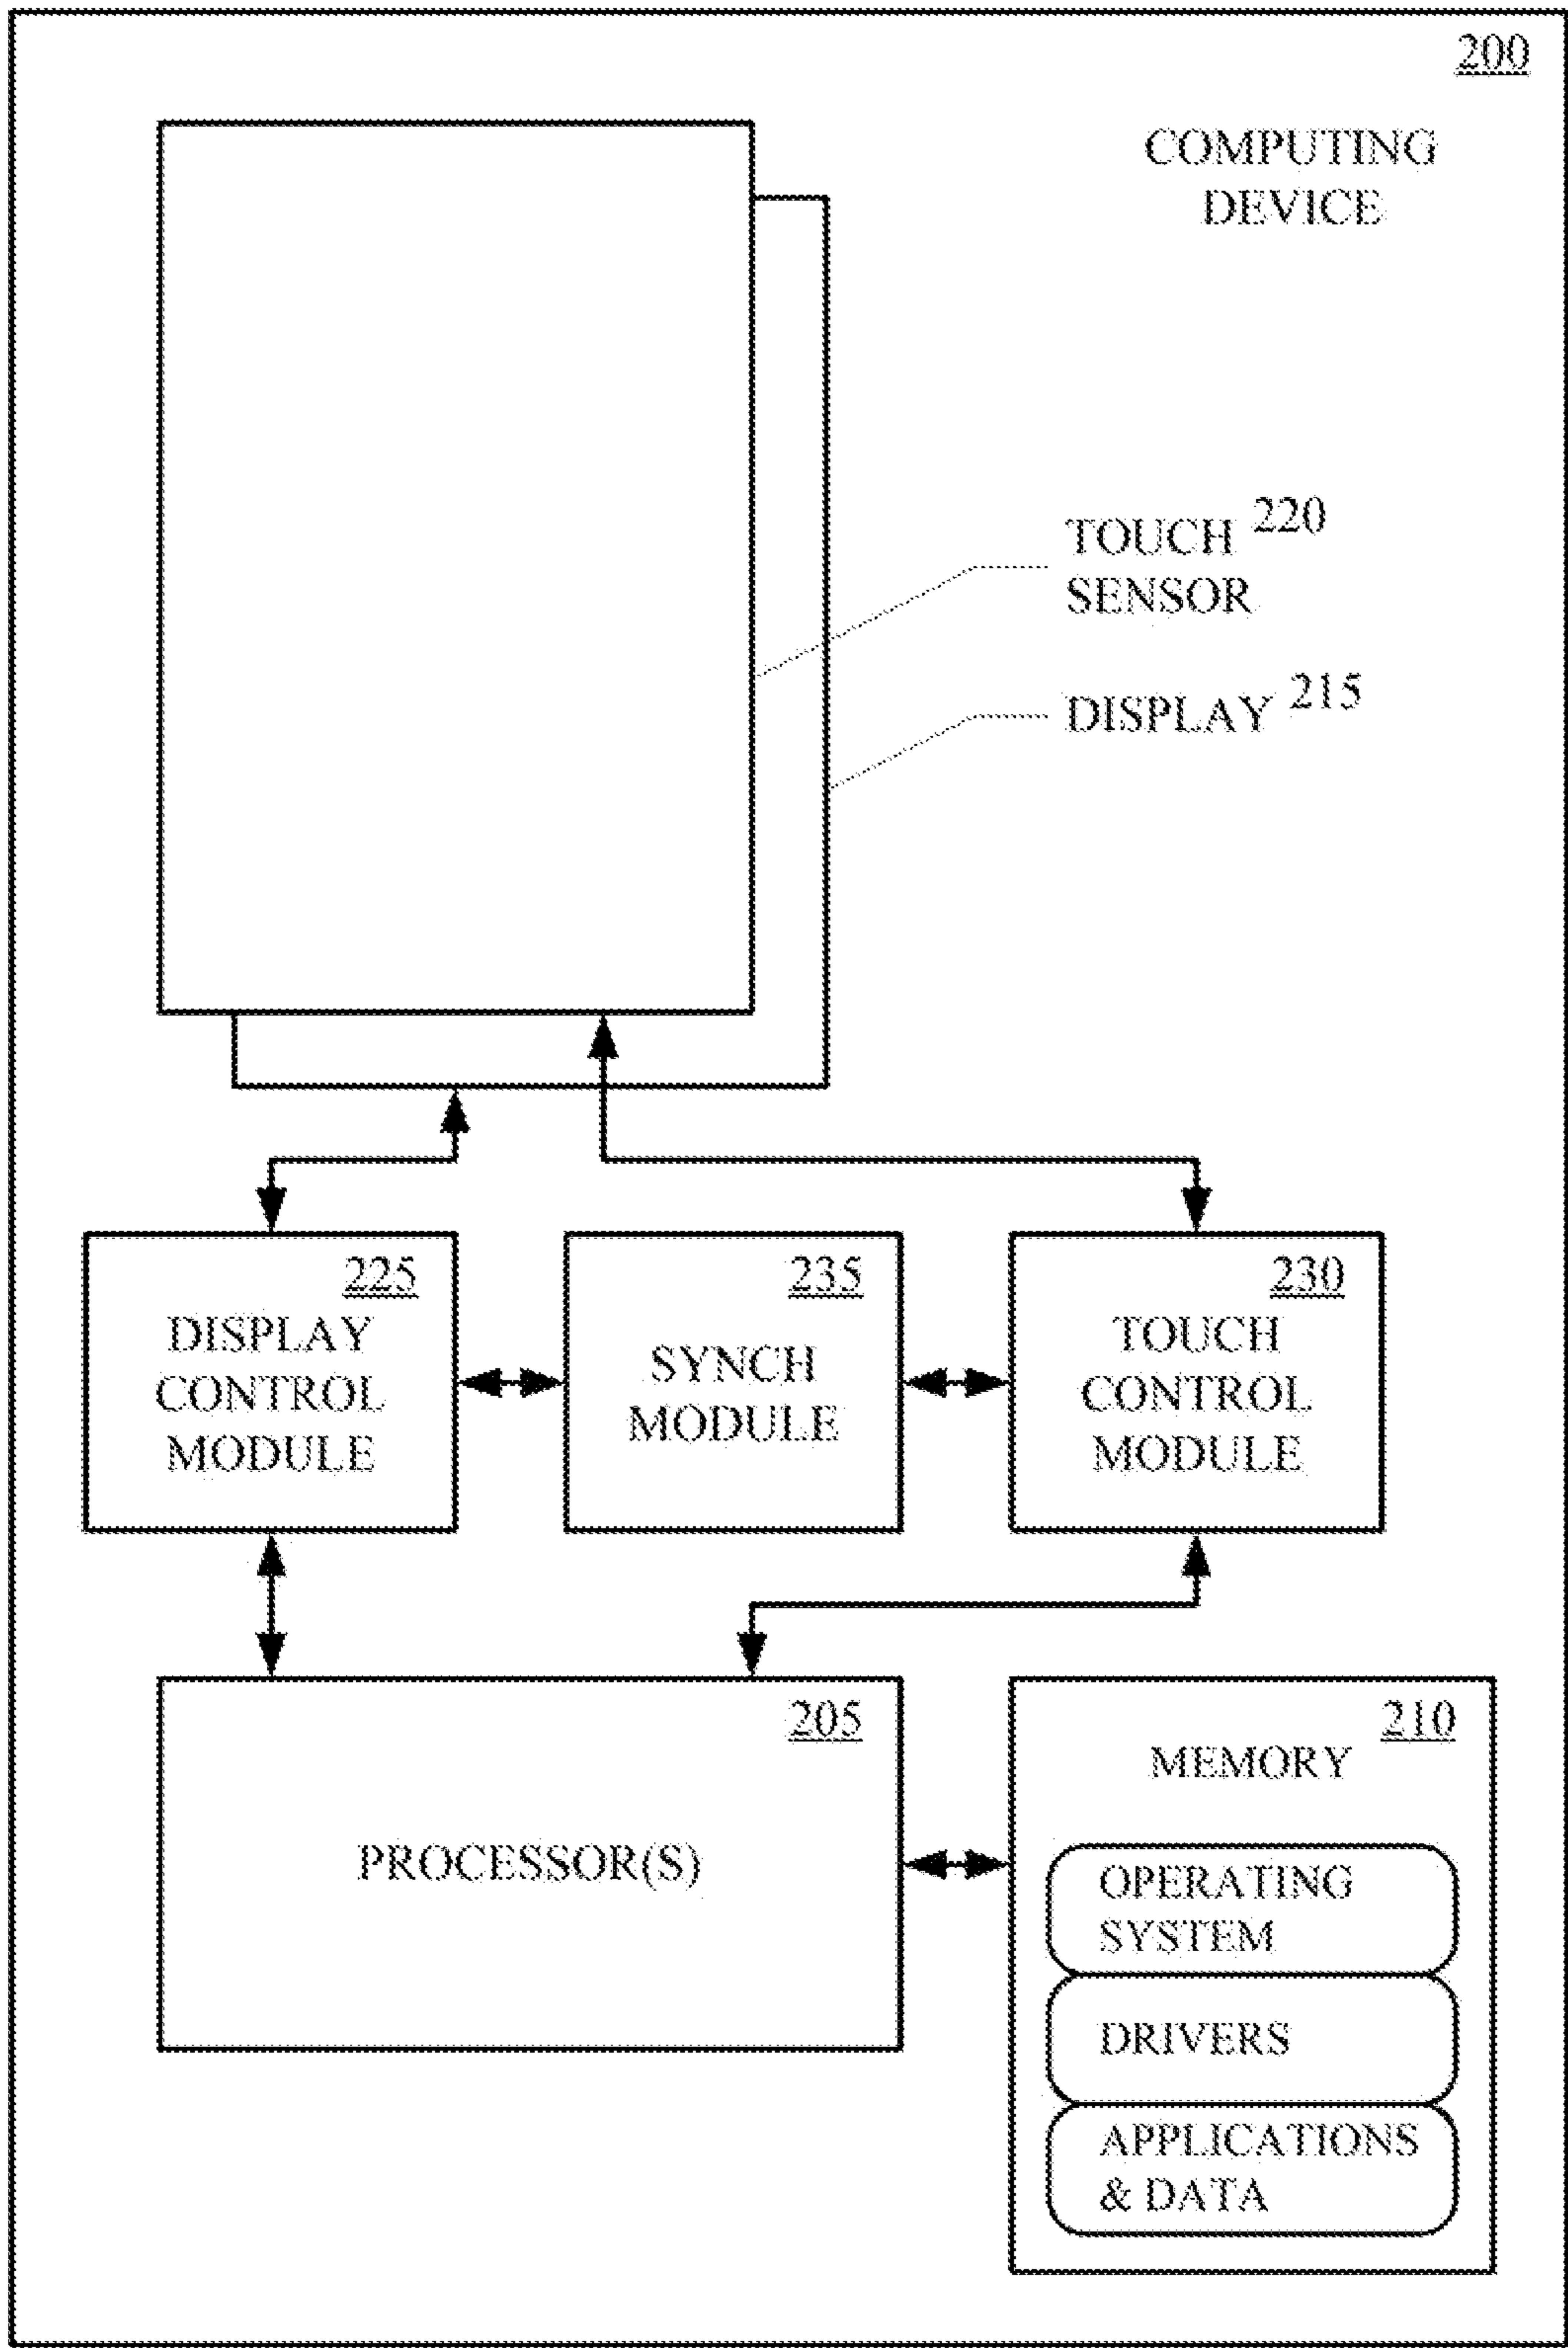 200
COMPUTING
DEVICE
TOUCH 220
SENSOR
DISPLAY 215
225
DISPLAY
CONTROL
MODULE
235
SYNCH
MODULE
230
TOUCH
CONTROL
MODULE
205
PROCESSOR(S)
210
MEMORY
OPERATING
SYSTEM
DRIVERS
APPLICATIONS
& DATA